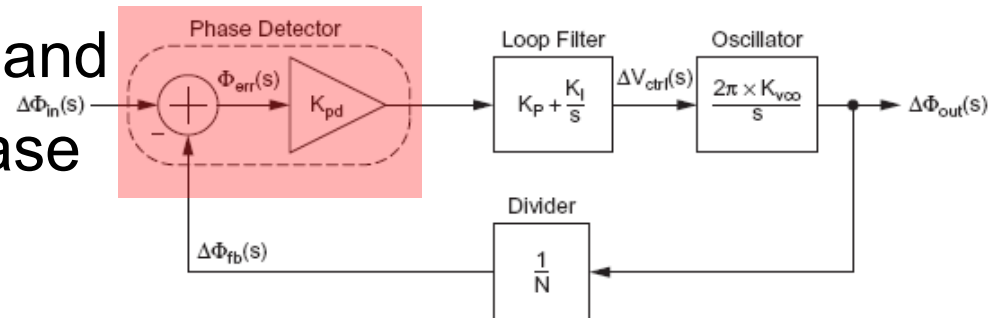 and
ase
Phase Detector
ΔΦin(s)
+
−
Φerr(s)
Kpd
Loop Filter
KP + KI/s
ΔVctrl(s)
Oscillator
2π × Kvco/s
ΔΦout(s)
Divider
1/N
ΔΦfb(s)